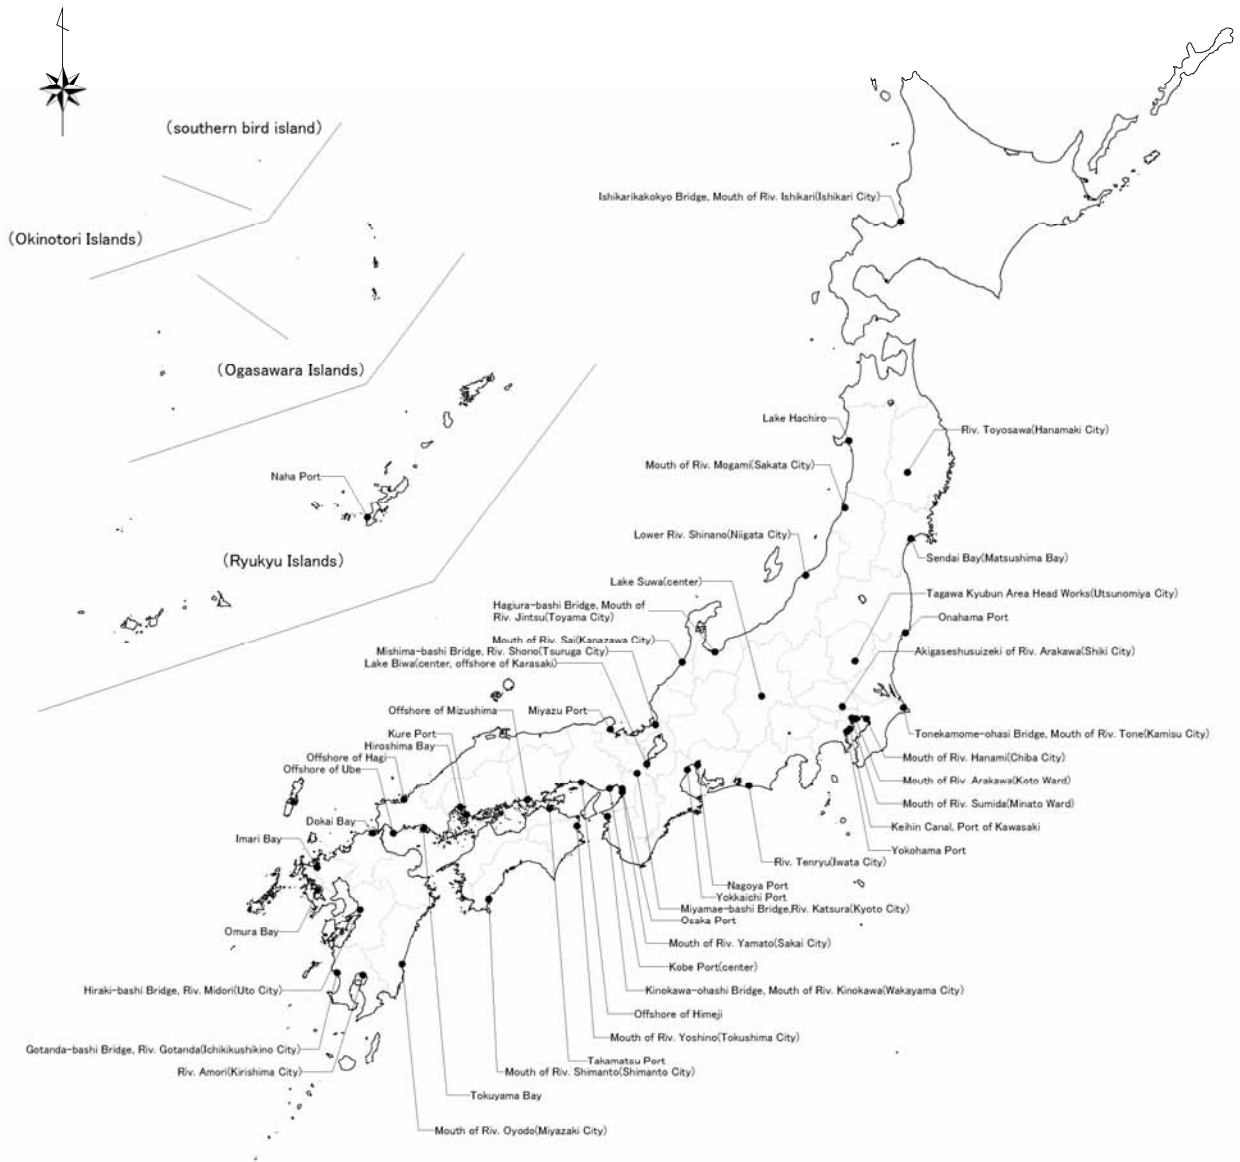 (southern bird island)
Ishikarikakokyo Bridge, Mouth of Riv. Ishikari(Ishikari City)
(Okinotori Islands)
(Ogasawara Islands)
Lake Hachiro
Riv. Toyosawa(Hanamaki City)
Mouth of Riv. Mogami(Sakata City)
Naha Port
Lower Riv. Shinano(Niigata City)
Sendai Bay(Matsushima Bay)
(Ryukyu Islands)
Lake Suwa(center)
Tagawa Kyubun Area Head Works(Utsunomiya City)
Hagiura-bashi Bridge, Mouth of
Riv. Jintsu(Toyama City)
Onahama Port
Mouth of Riv. Sai(Kanazawa City)
Mishima-bashi Bridge, Riv. Shono(Tsuruga City)
Akigaseshusuizeki of Riv. Arakawa(Shiki City)
Lake Biwa(center, offshore of Karasaki)
Offshore of Mizushima
Miyazu Port
Kure Port
Tonekamome-ohasi Bridge, Mouth of Riv. Tone(Kamisu City)
Hiroshima Bay
Offshore of Hagi
Mouth of Riv. Hanami(Chiba City)
Offshore of Ube
Mouth of Riv. Arakawa(Koto Ward)
Mouth of Riv. Sumida(Minato Ward)
Dokai Bay
Keihin Canal, Port of Kawasaki
Imari Bay
Yokohama Port
Riv. Tenryu(Iwata City)
Nagoya Port
Yokkaichi Port
Miyamae-bashi Bridge,Riv. Katsura(Kyoto City)
Osaka Port
Omura Bay
Mouth of Riv. Yamato(Sakai City)
Kobe Port(center)
Hiraki-bashi Bridge, Riv. Midori(Uto City)
Kinokawa-ohashi Bridge, Mouth of Riv. Kinokawa(Wakayama City)
Offshore of Himeji
Mouth of Riv. Yoshino(Tokushima City)
Gotanda-bashi Bridge, Riv. Gotanda(Ichikikushikino City)
Takamatsu Port
Riv. Amori(Kirishima City)
Mouth of Riv. Shimanto(Shimanto City)
Tokuyama Bay
Mouth of Riv. Oyodo(Miyazaki City)